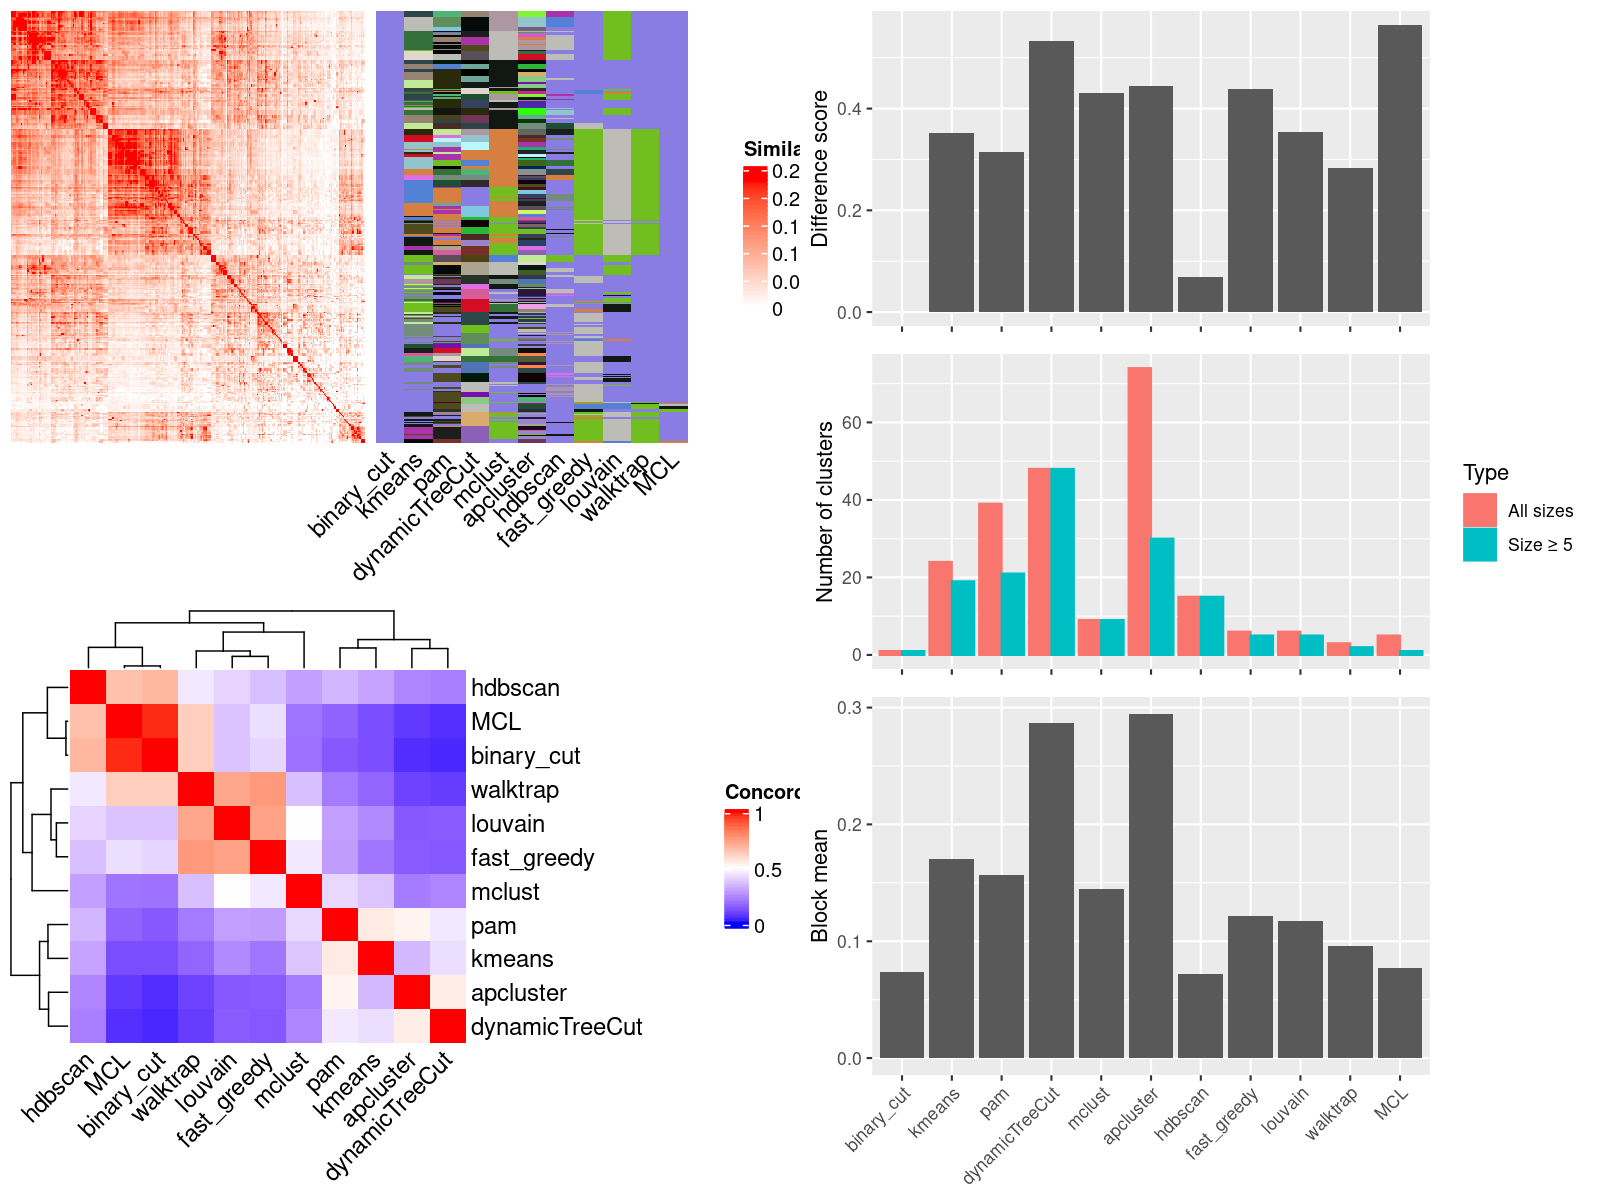 Simila
0.2
0.2
0.1
0.1
0.0
0
binary_cut
kmeans
pam
dynamicTreeCut
mclust
apcluster
hdbscan
fast_greedy
louvain
walktrap
MCL
hdbscan
MCL
binary_cut
walktrap
louvain
fast_greedy
mclust
pam
kmeans
apcluster
dynamicTreeCut
hdbscan
MCL
binary_cut
walktrap
louvain
fast_greedy
mclust
pam
kmeans
apcluster
dynamicTreeCut
Concord
1
0.5
0
Difference score
0.4
0.2
0.0
Number of clusters
60
40
20
0
Type
All sizes
Size ≥ 5
Block mean
0.3
0.2
0.1
0.0
binary_cut
kmeans
pam
dynamicTreeCut
mclust
apcluster
hdbscan
fast_greedy
louvain
walktrap
MCL